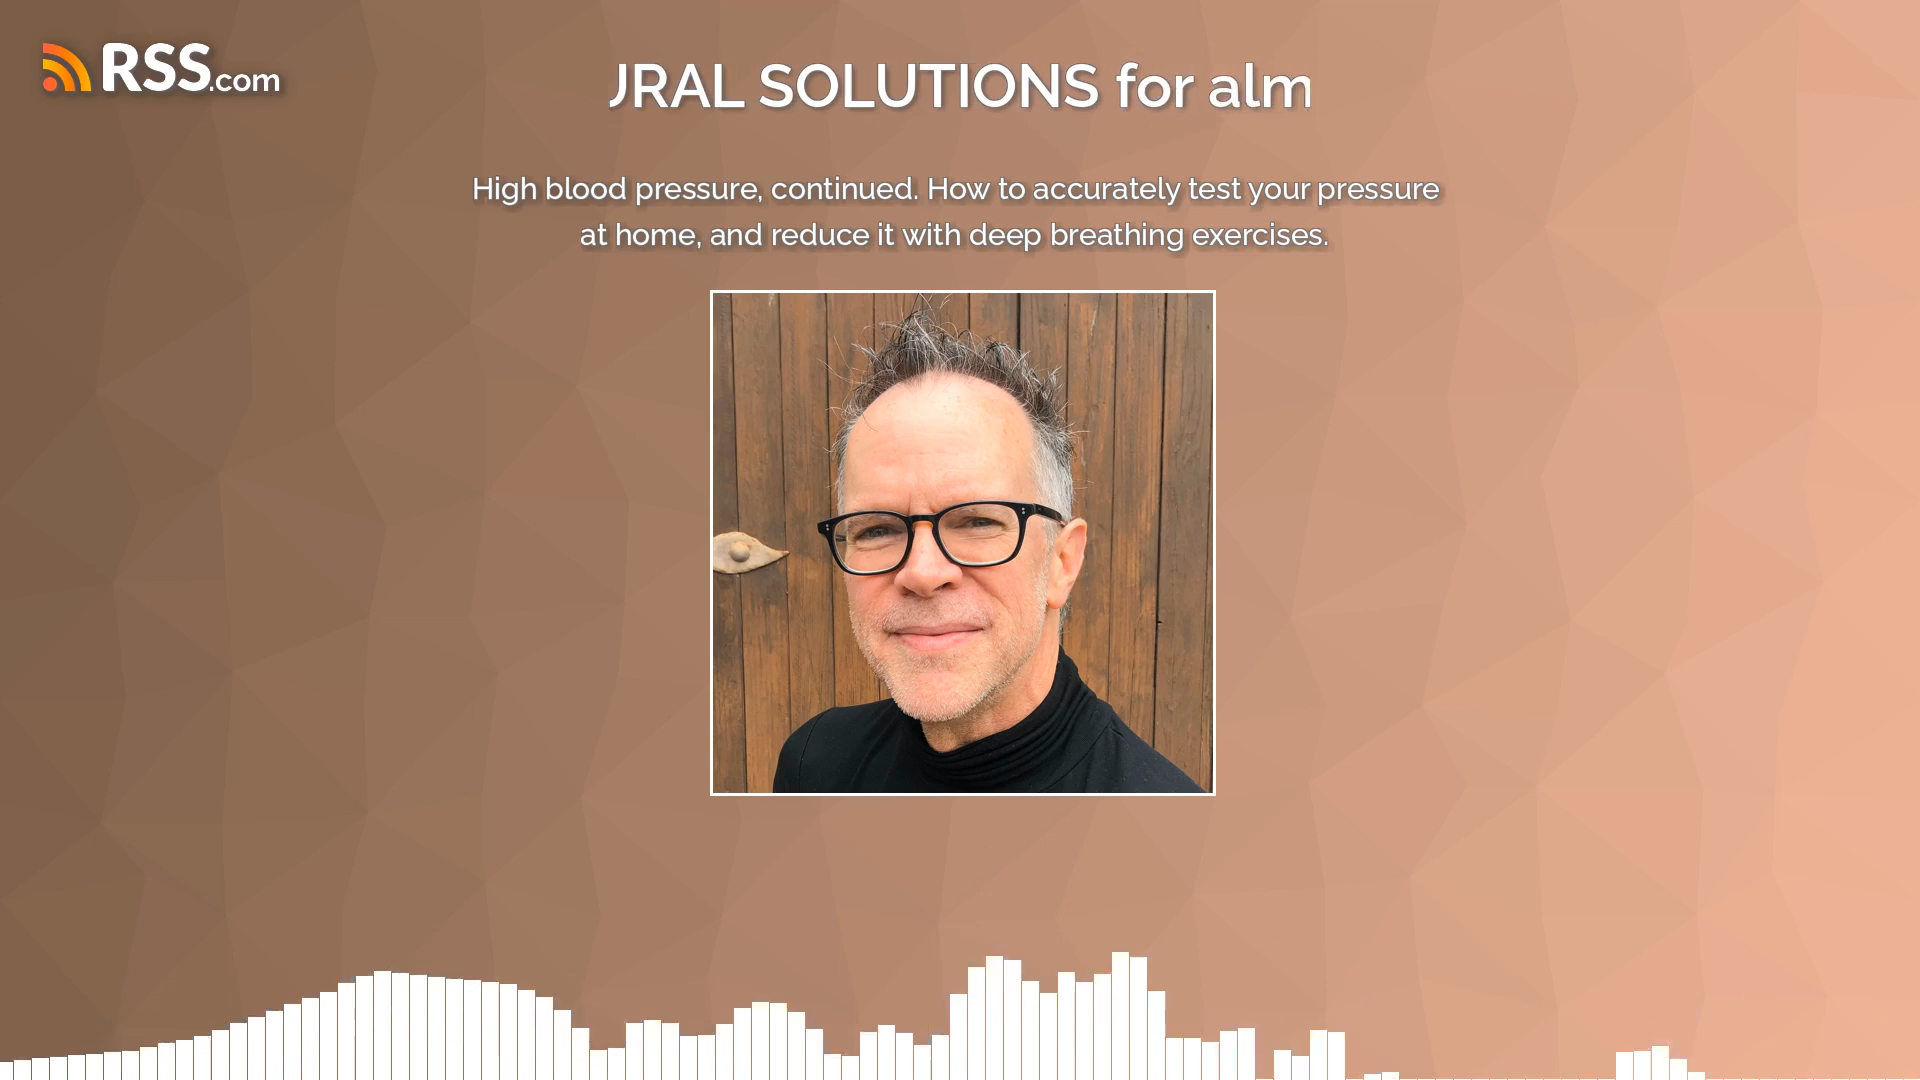 RSS.com
JRAL SOLUTIONS for alm
High blood pressure, continued. How to accurately test your pressure
at home, and reduce it with deep breathing exercises.